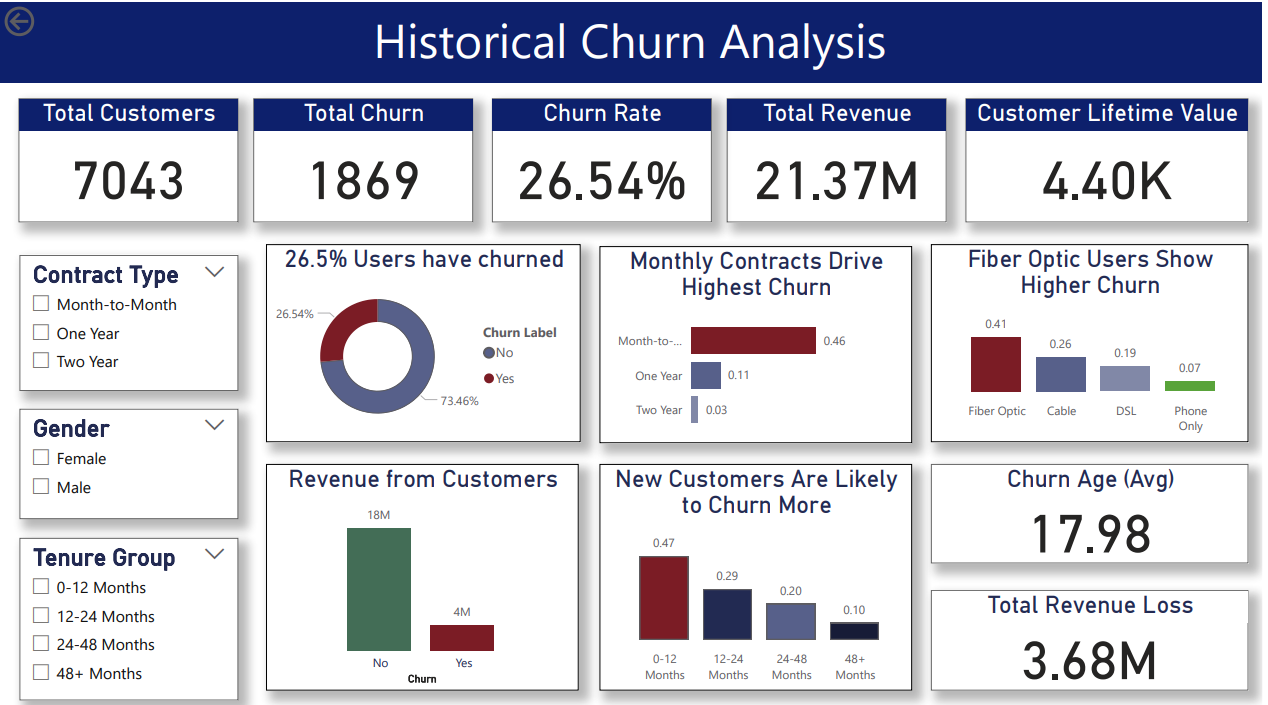 Historical Churn Analysis
Total Customers
7043
Total Churn
1869
Churn Rate
26.54%
Total Revenue
21.37M
Customer Lifetime Value
4.40K
Contract Type
Month-to-Month
One Year
Two Year
Gender
Female
Male
Tenure Group
0-12 Months
12-24 Months
24-48 Months
48+ Months
26.5% Users have churned
26.54%
73.46%
Churn Label
No
Yes
Monthly Contracts Drive
Highest Churn
Month-to-... 0.46
One Year 0.11
Two Year 0.03
Fiber Optic Users Show
Higher Churn
0.41 0.26 0.19 0.07
Fiber Optic Cable DSL Phone
Only
Revenue from Customers
18M
4M
No Yes
Churn
New Customers Are Likely
to Churn More
0.47 0.29 0.20 0.10
0-12 12-24 24-48 48+
Months Months Months Months
Churn Age (Avg)
17.98
Total Revenue Loss
3.68M